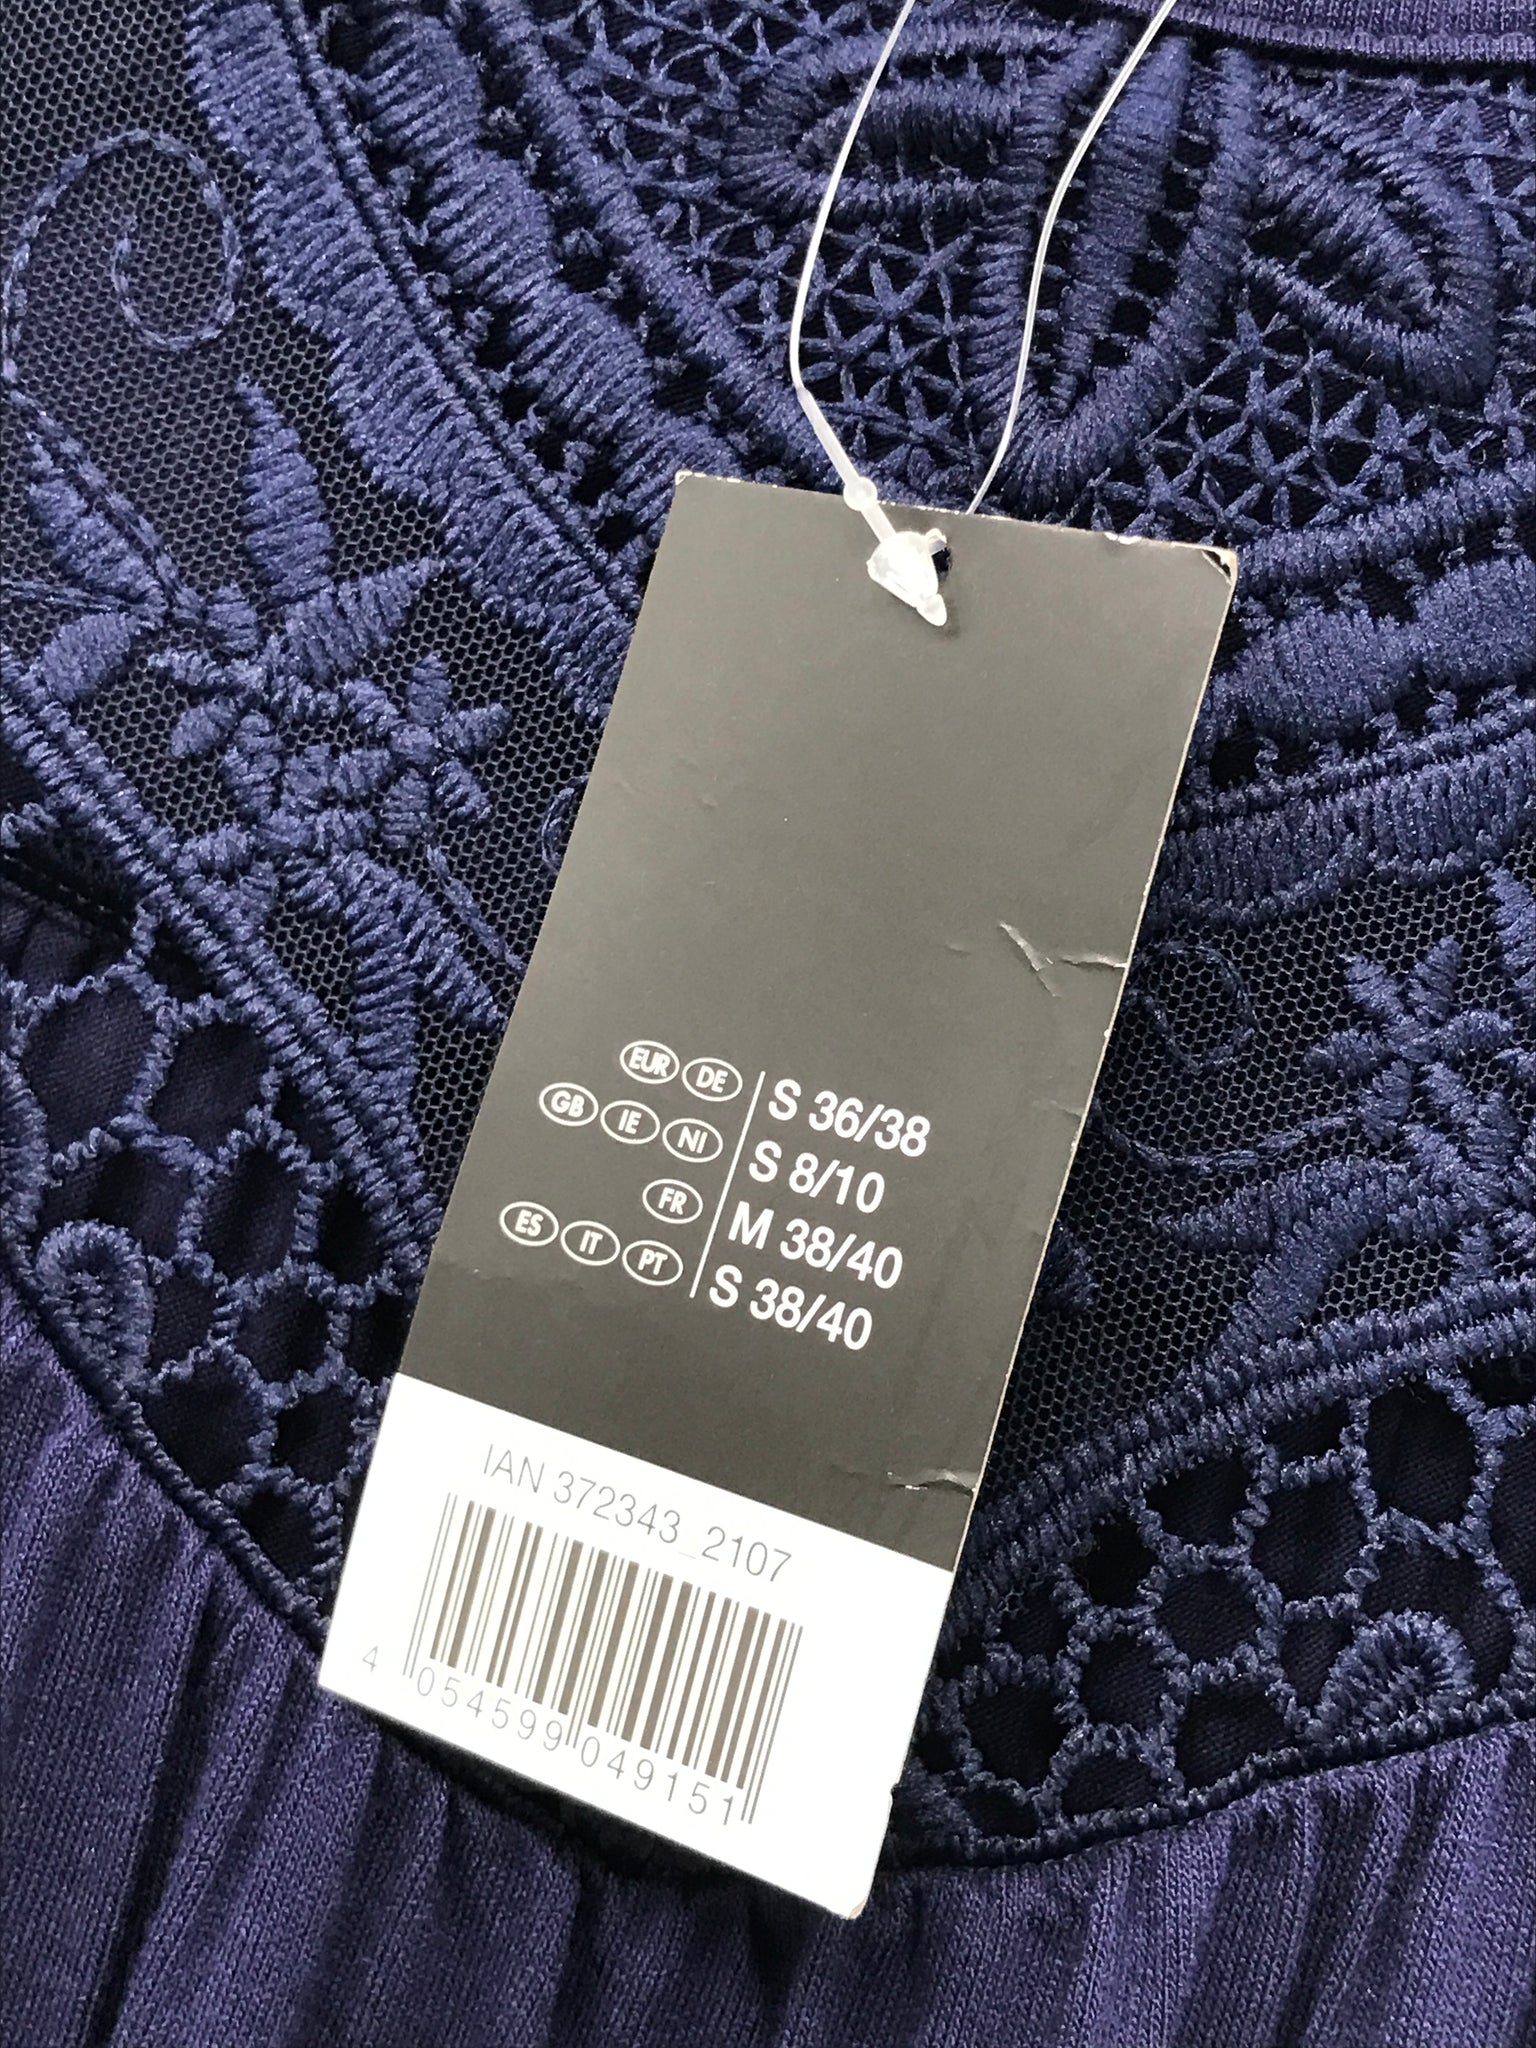 EUR DE S 36/38
GB IE NI S 8/10
FR M 38/40
ES IT PT S 38/40
IAN 372343_2107
4 054599 049151